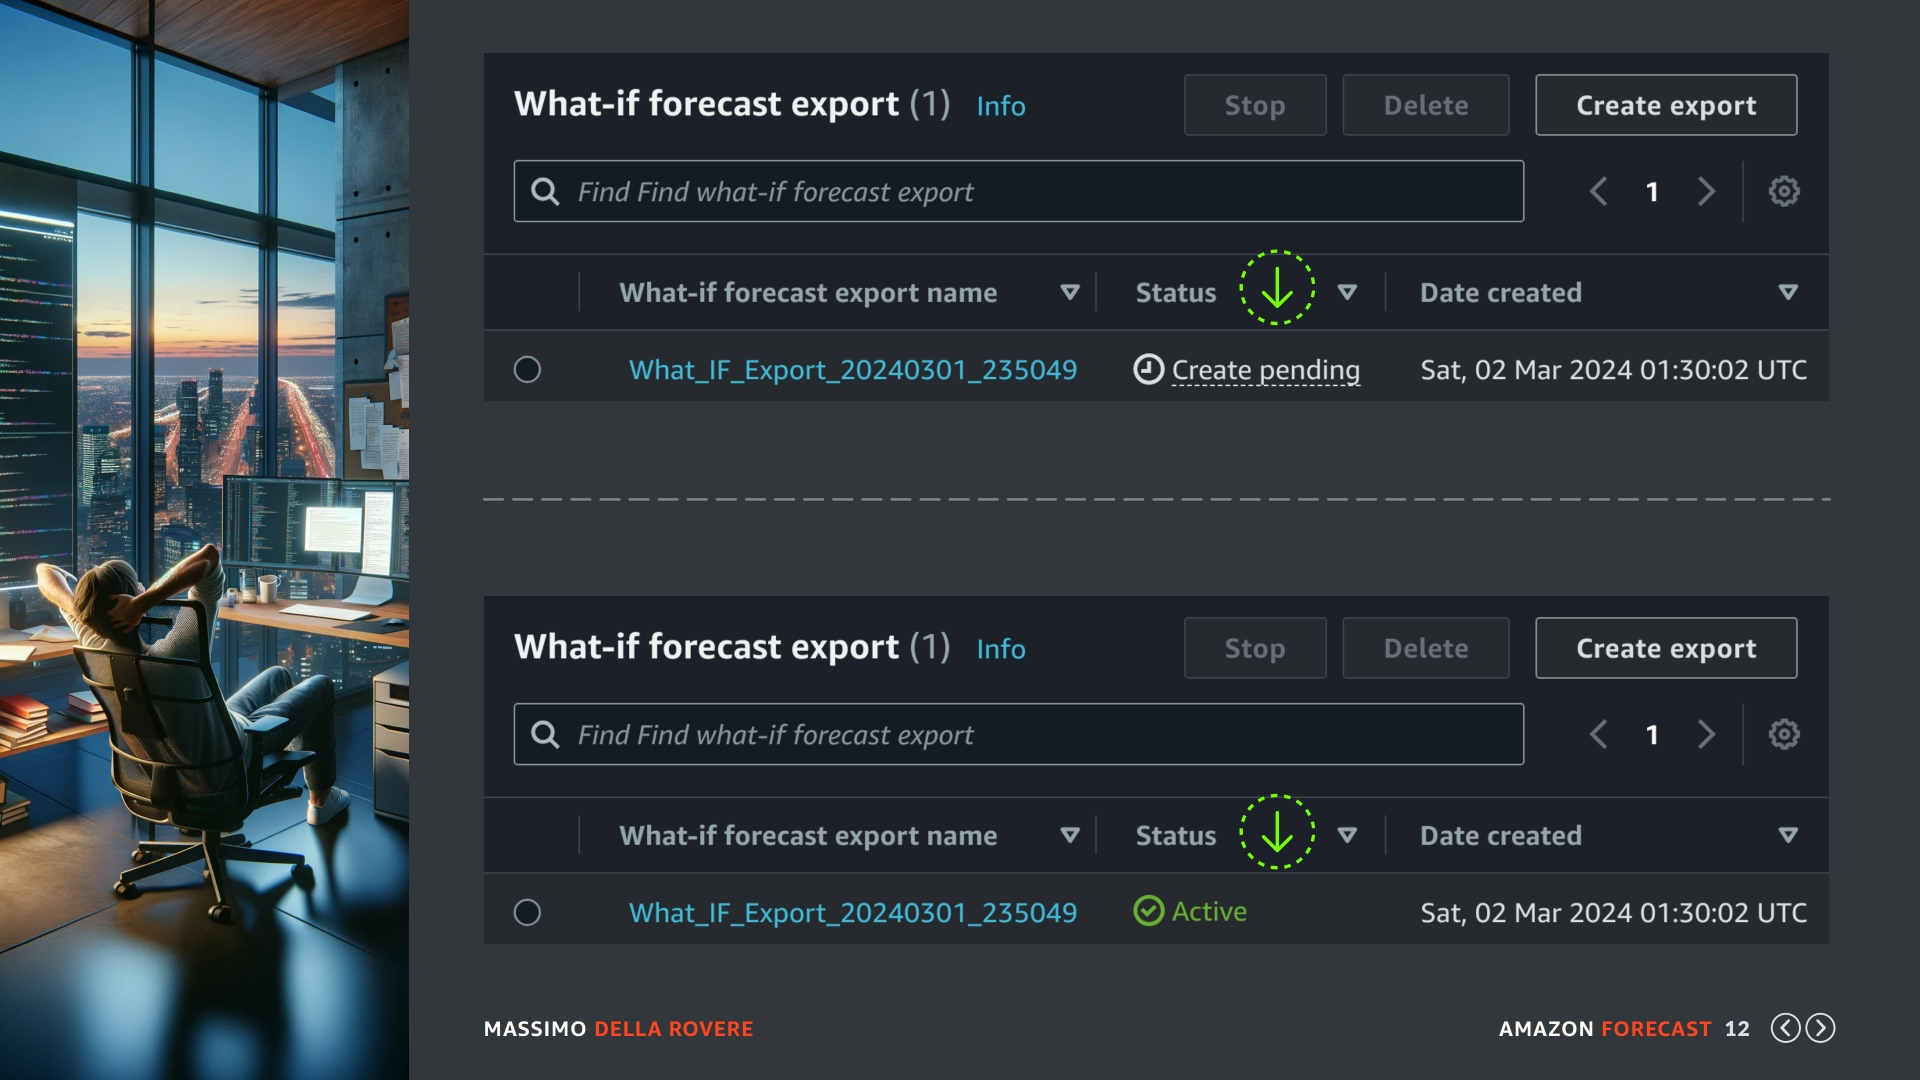 What-if forecast export (1) Info Stop Delete Create export
Find Find what-if forecast export 1
What-if forecast export name Status Date created
What_IF_Export_20240301_235049 Create pending Sat, 02 Mar 2024 01:30:02 UTC
What-if forecast export (1) Info Stop Delete Create export
Find Find what-if forecast export 1
What-if forecast export name Status Date created
What_IF_Export_20240301_235049 Active Sat, 02 Mar 2024 01:30:02 UTC
MASSIMO DELLA ROVERE AMAZON FORECAST 12